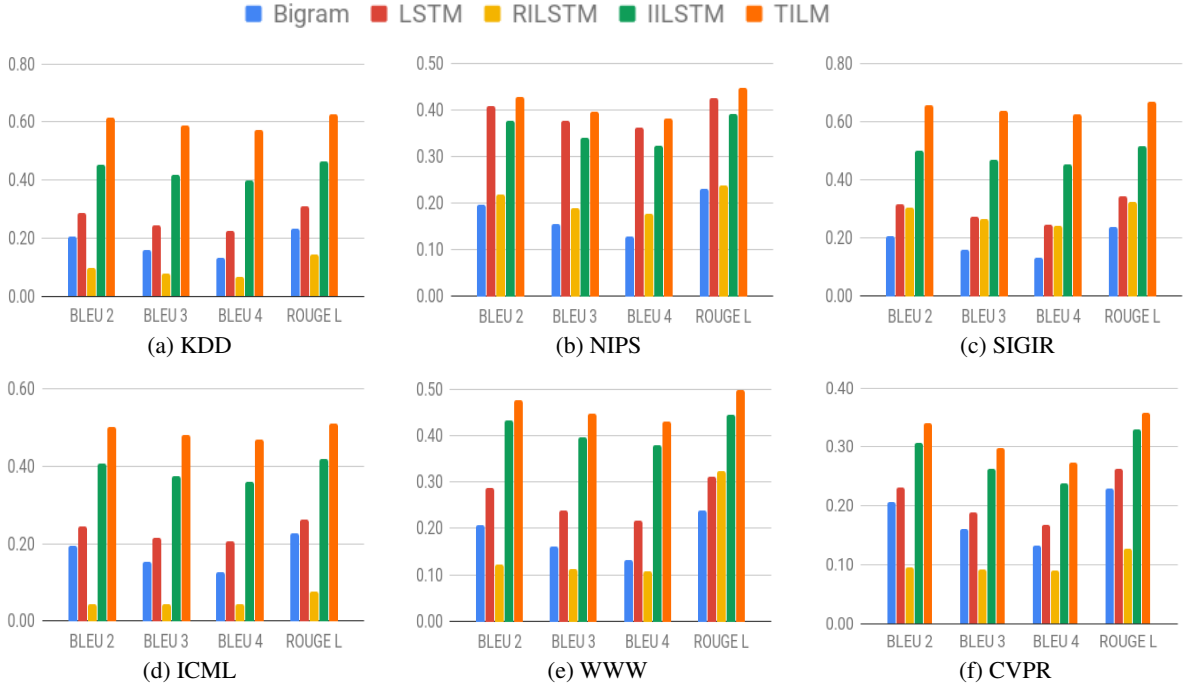 Bigram LSTM RILSTM IILSTM TILM
0.80
0.60
0.40
0.20
0.00
BLEU 2 BLEU 3 BLEU 4 ROUGE L
(a) KDD
0.50
0.40
0.30
0.20
0.10
0.00
BLEU 2 BLEU 3 BLEU 4 ROUGE L
(b) NIPS
0.80
0.60
0.40
0.20
0.00
BLEU 2 BLEU 3 BLEU 4 ROUGE L
(c) SIGIR
0.60
0.40
0.20
0.00
BLEU 2 BLEU 3 BLEU 4 ROUGE L
(d) ICML
0.50
0.40
0.30
0.20
0.10
0.00
BLEU 2 BLEU 3 BLEU 4 ROUGE L
(e) WWW
0.40
0.30
0.20
0.10
0.00
BLEU 2 BLEU 3 BLEU 4 ROUGE L
(f) CVPR